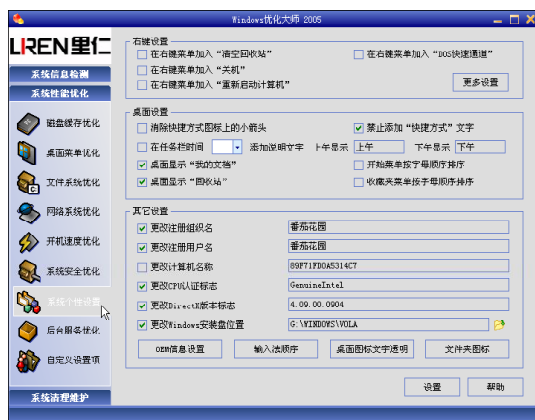 Windows优化大师 2005
LIREN里仁
系统信息检测
系统性能优化
磁盘缓存优化
桌面菜单优化
文件系统优化
网络系统优化
开机速度优化
系统安全优化
系统个性设置
后台服务优化
自定义设置项
系统清理维护
右键设置
在右键菜单加入“清空回收站”
在右键菜单加入“DOS快速通道”
在右键菜单加入“关机”
在右键菜单加入“重新启动计算机”
更多设置
桌面设置
消除快捷方式图标上的小箭头
禁止添加“快捷方式”文字
在任务栏时间 添加说明文字 上午显示 上午 下午显示 下午
桌面显示“我的文档”
开始菜单按字母顺序排序
桌面显示“回收站”
收藏夹菜单按字母顺序排序
其它设置
更改注册组织名 番茄花园
更改注册用户名 番茄花园
更改计算机名称 89F71FD0A5314C7
更改CPU认证标志 GenuineIntel
更改DirectX版本标志 4.09.00.0904
更改Windows安装盘位置 G:\WINDOWS\VOLA
OEM信息设置 输入法顺序 桌面图标文字透明 文件夹图标
设置 帮助